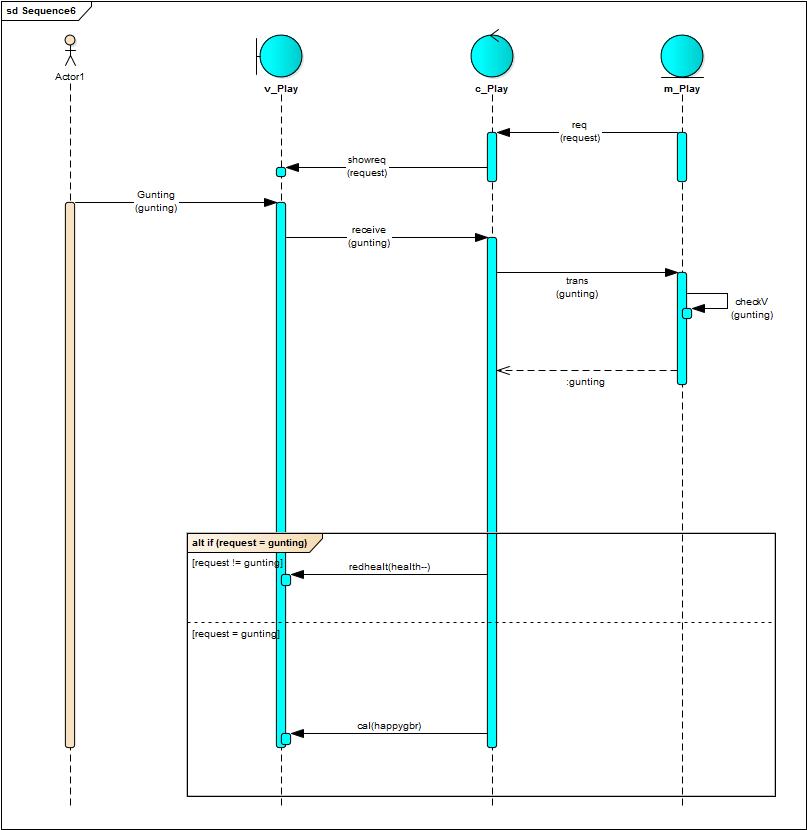 sd Sequence6
Actor1
v_Play
c_Play
m_Play
req
(request)
showreq
(request)
Gunting
(gunting)
receive
(gunting)
trans
(gunting)
checkV
(gunting)
:gunting
alt if (request = gunting)
[request != gunting]
redhealt(health--)
[request = gunting]
cal(happygbr)